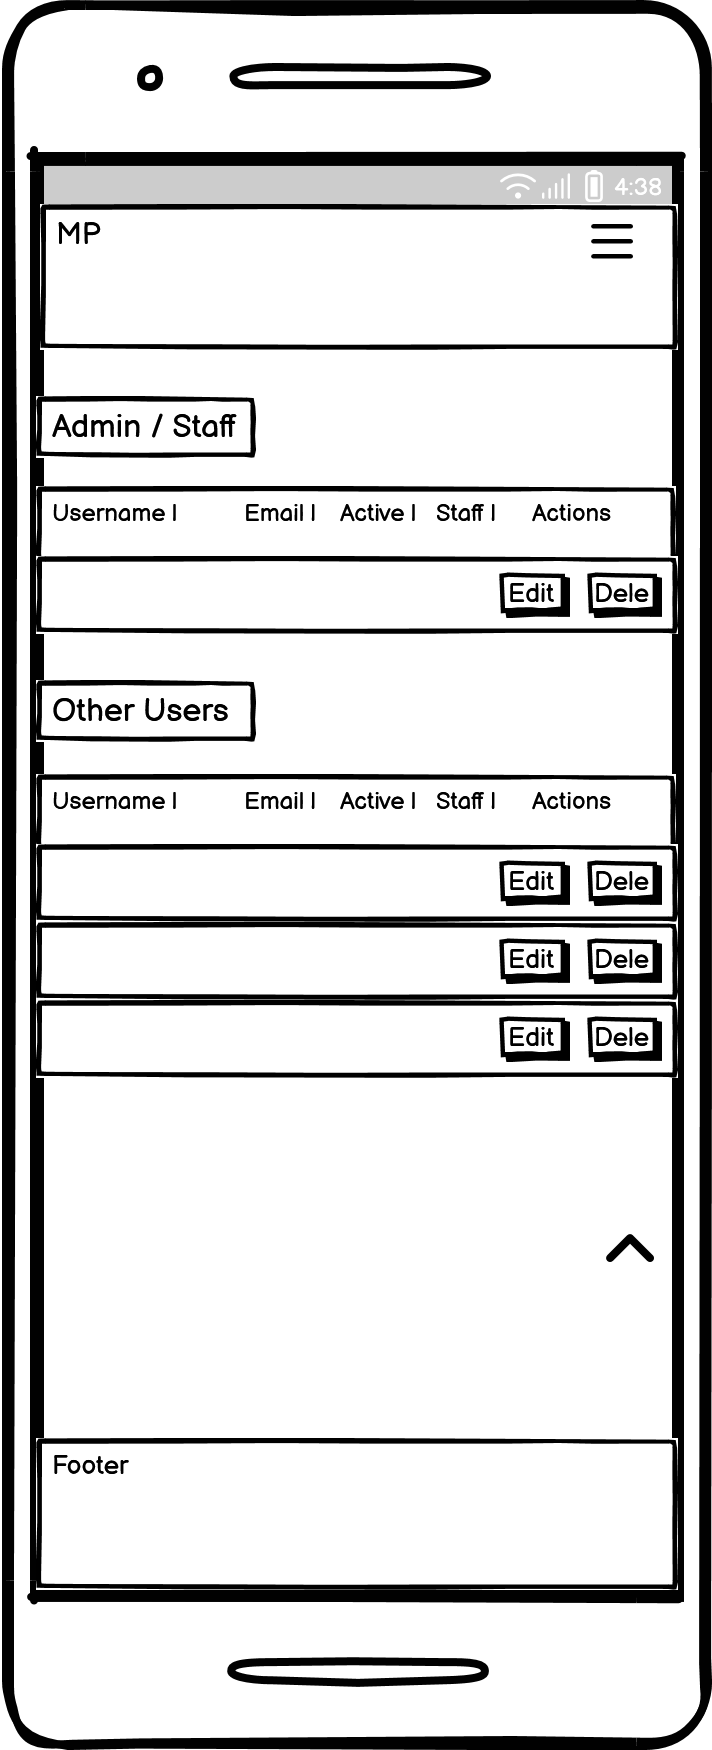 4:38
MP
Admin / Staff
Username | Email | Active | Staff | Actions
Edit Dele
Other Users
Username | Email | Active | Staff | Actions
Edit Dele
Edit Dele
Edit Dele
Footer